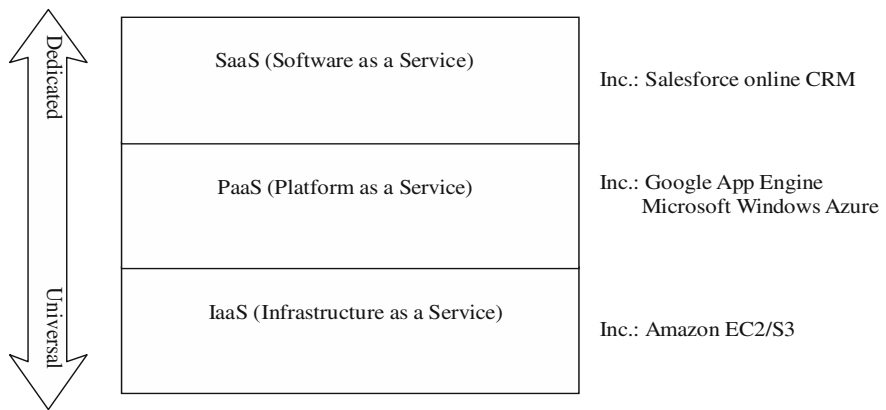 Dedicated
Universal
SaaS (Software as a Service)
Inc.: Salesforce online CRM
PaaS (Platform as a Service)
Inc.: Google App Engine
Microsoft Windows Azure
IaaS (Infrastructure as a Service)
Inc.: Amazon EC2/S3